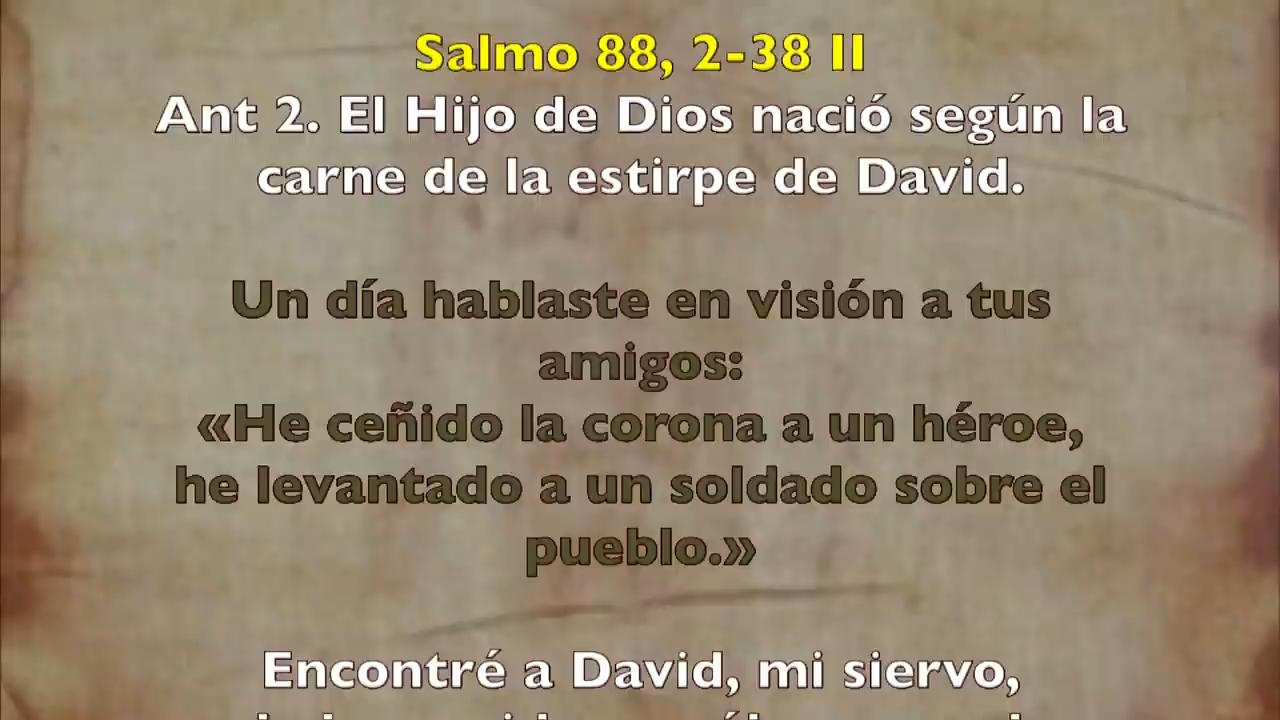 Salmo 88, 2-38 II
Ant 2. El Hijo de Dios nació según la
carne de la estirpe de David.
Un día hablaste en visión a tus
amigos:
«He ceñido la corona a un héroe,
he levantado a un soldado sobre el
pueblo.»
Encontré a David, mi siervo,